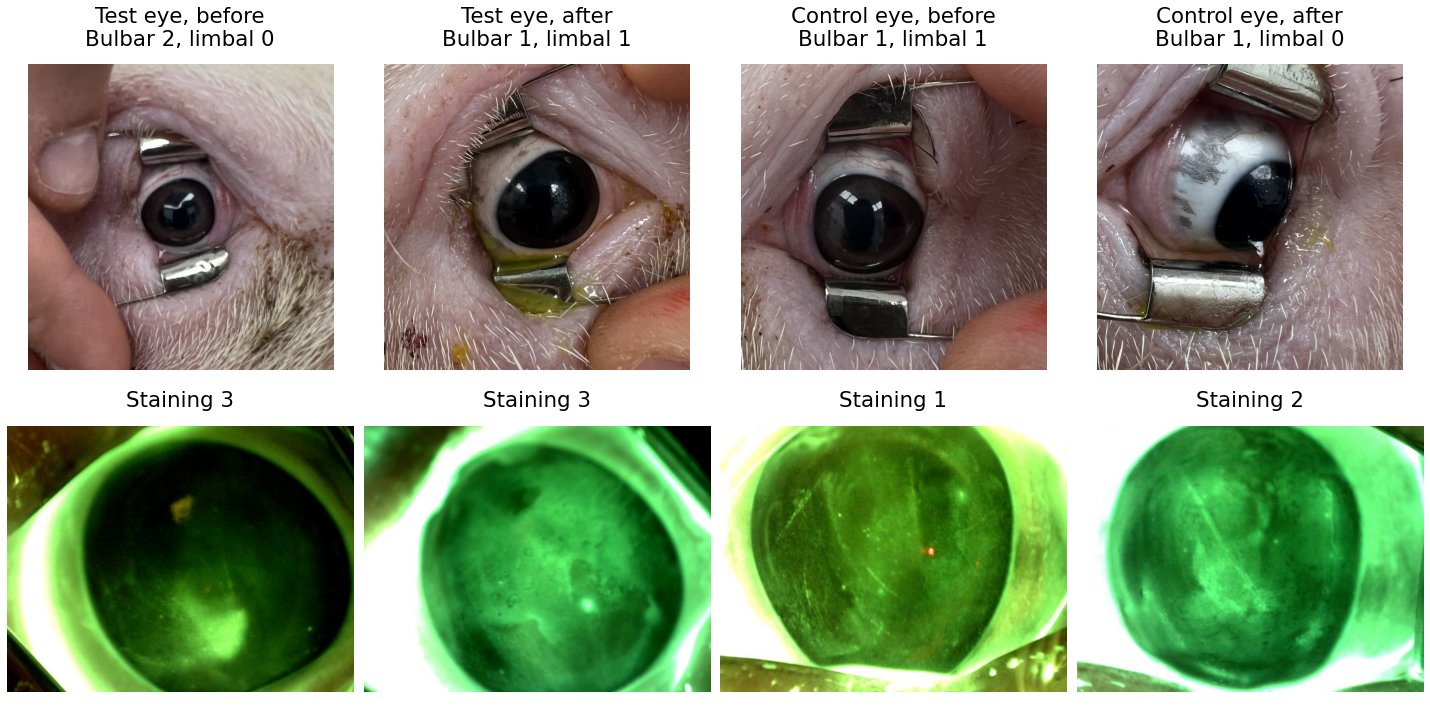 Test eye, before
Bulbar 2, limbal 0
Test eye, after
Bulbar 1, limbal 1
Control eye, before
Bulbar 1, limbal 1
Control eye, after
Bulbar 1, limbal 0
Staining 3
Staining 3
Staining 1
Staining 2